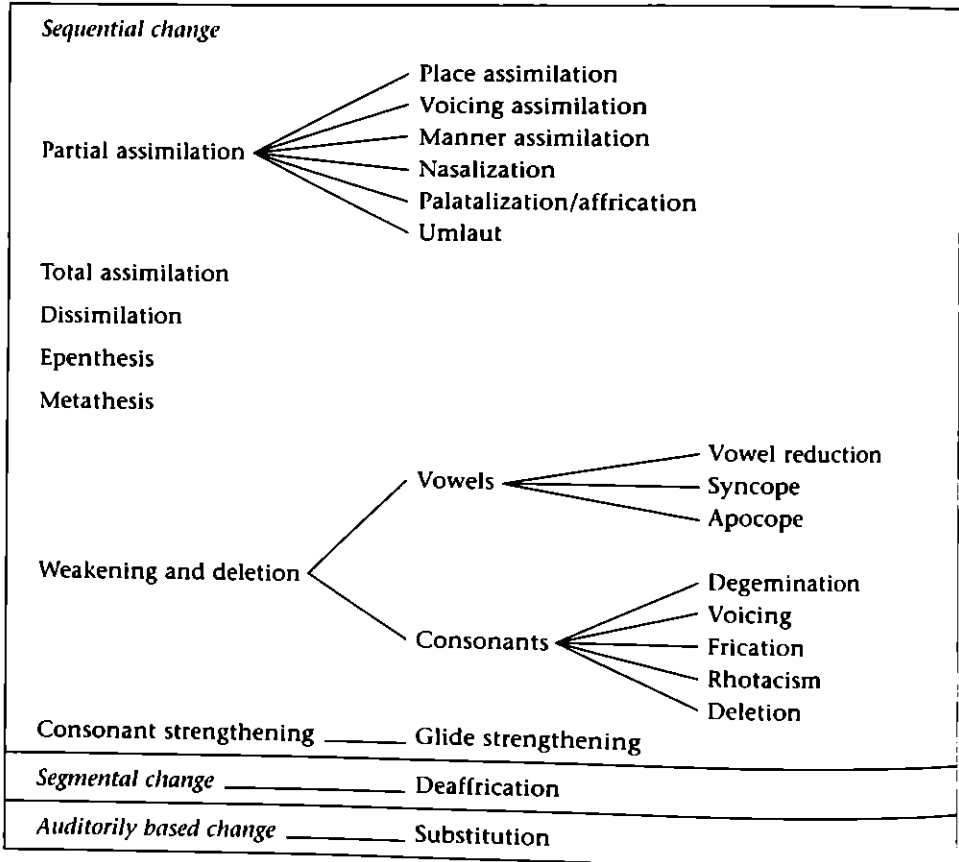 Sequential change
Place assimilation
Voicing assimilation
Manner assimilation
Partial assimilation
Nasalization
Palatalization/affrication
Umlaut
Total assimilation
Dissimilation
Epenthesis
Metathesis
Vowel reduction
Vowels
Syncope
Apocope
Weakening and deletion
Degemination
Voicing
Consonants
Frication
Rhotacism
Deletion
Consonant strengthening Glide strengthening
Segmental change Deaffrication
Auditorily based change Substitution